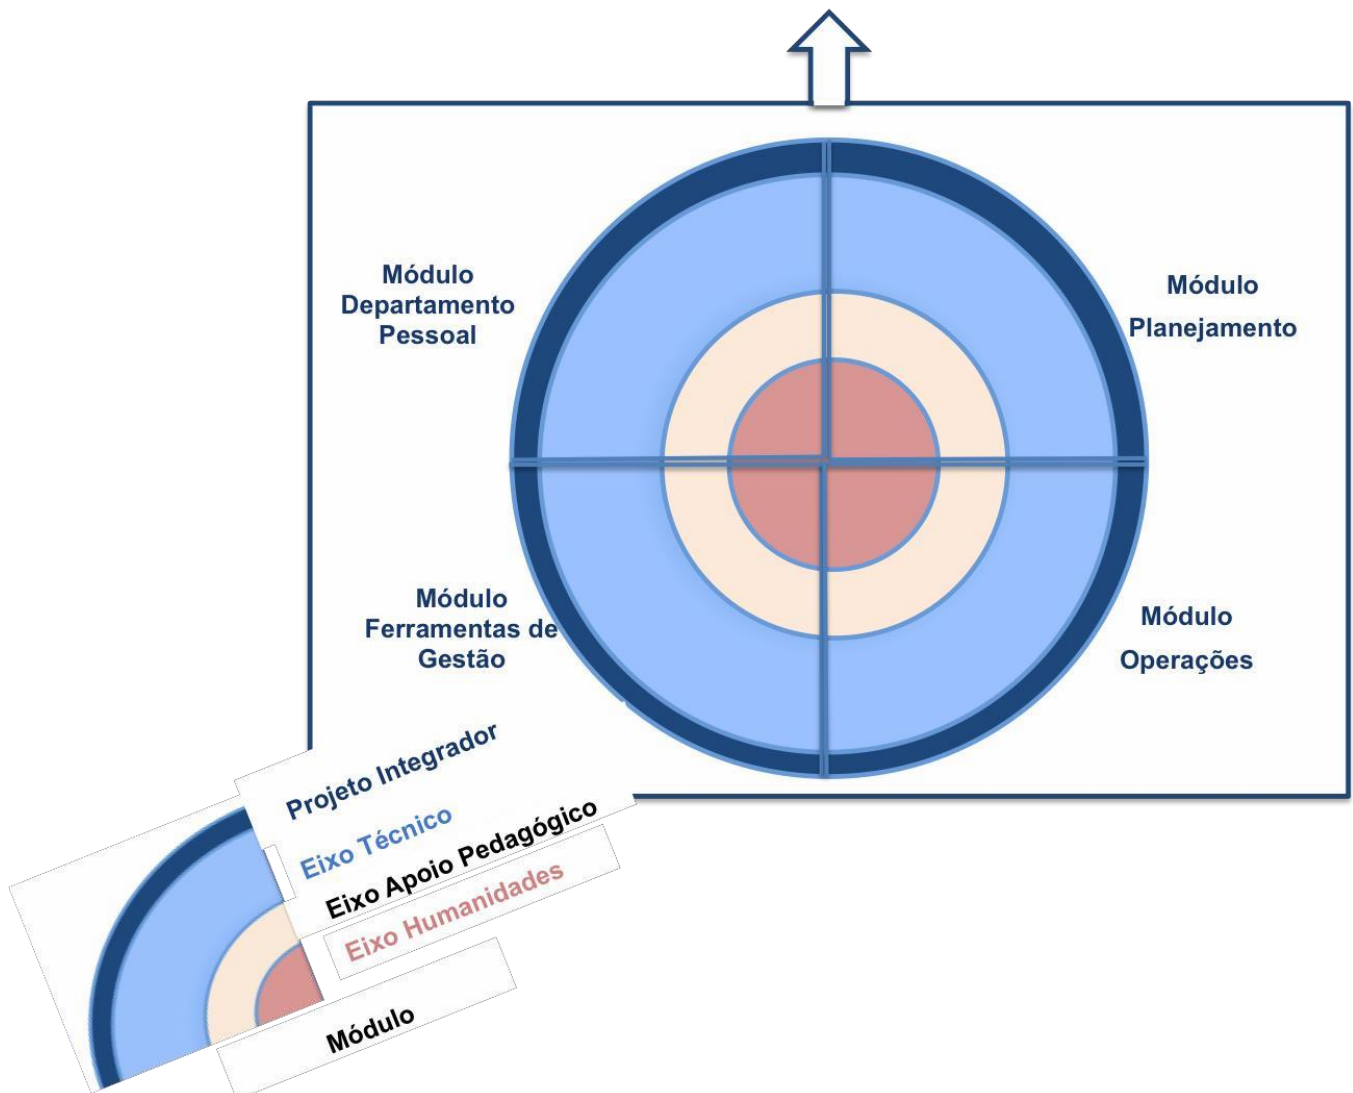 Módulo
Departamento
Pessoal
Módulo
Planejamento
Módulo
Ferramentas de
Gestão
Módulo
Operações
Projeto Integrador
Eixo Técnico
Eixo Apoio Pedagógico
Eixo Humanidades
Módulo